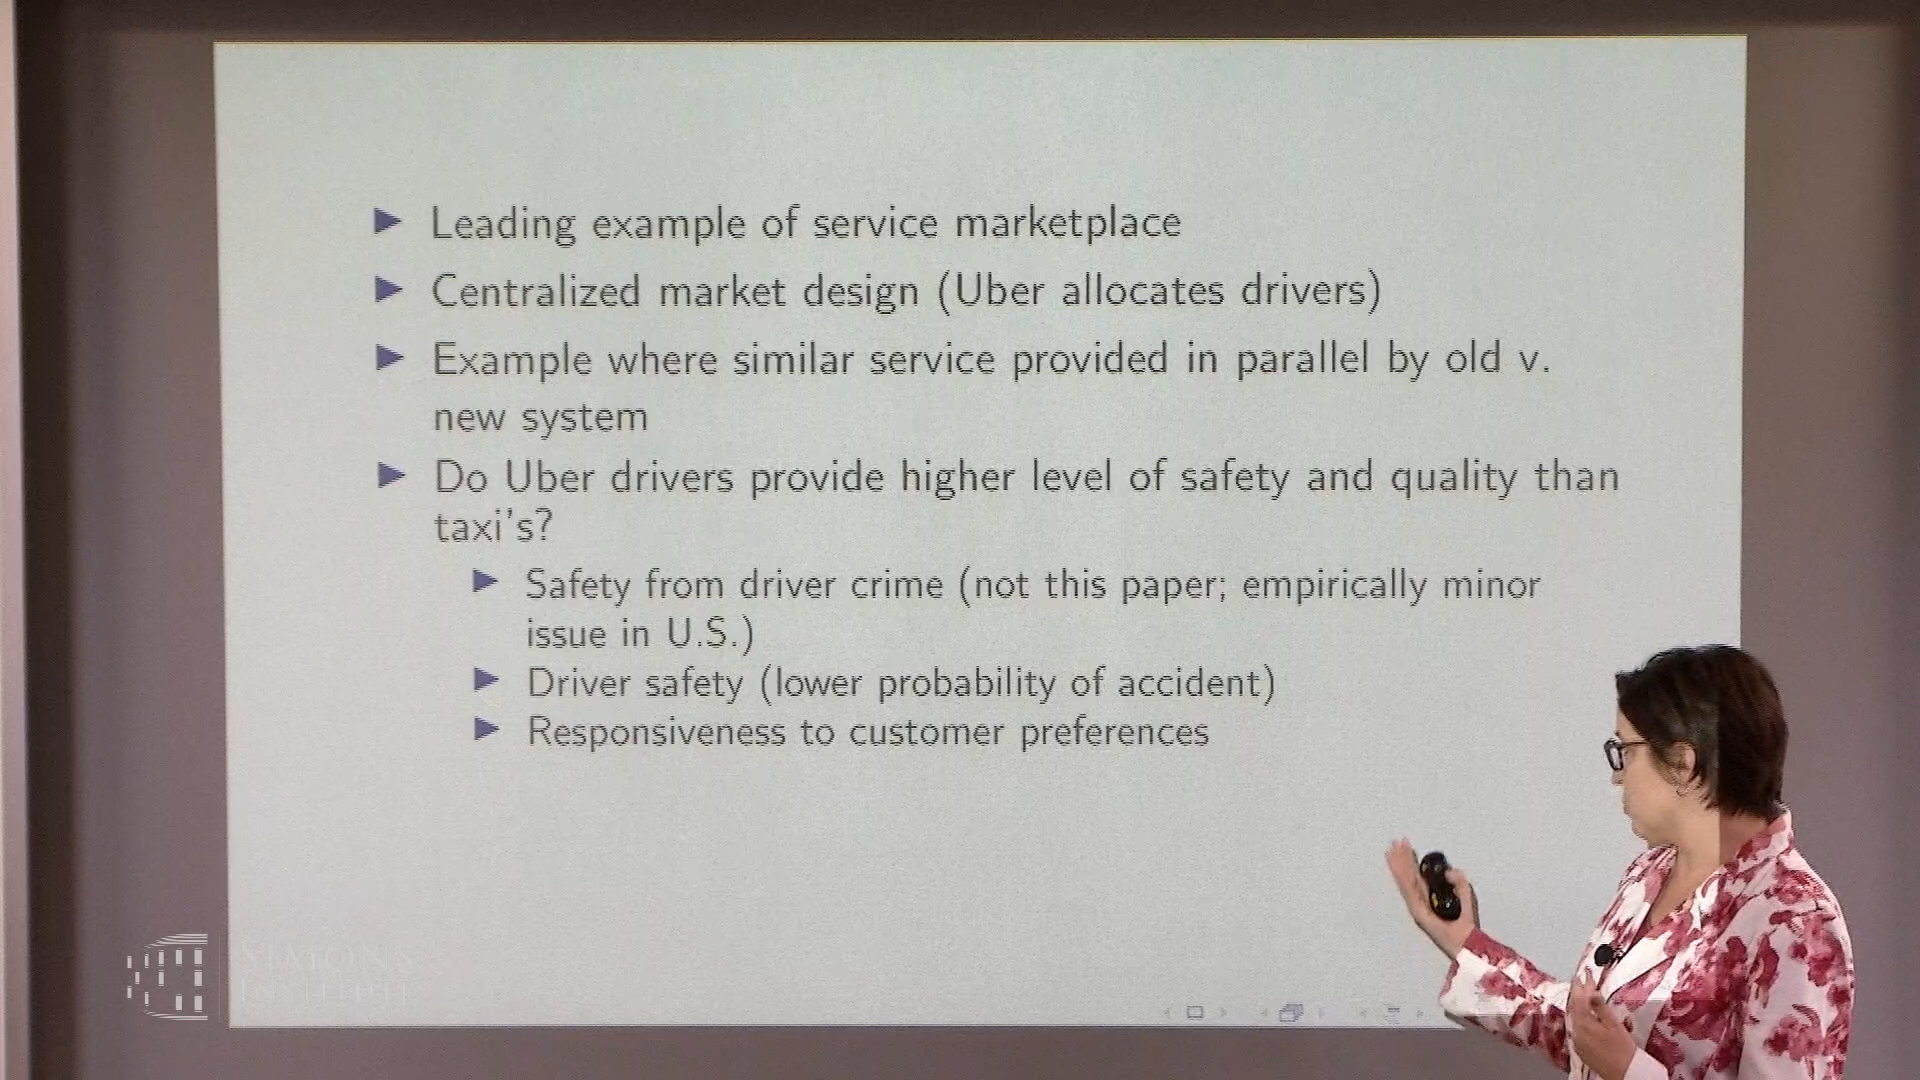 Leading example of service marketplace
Centralized market design (Uber allocates drivers)
Example where similar service provided in parallel by old v.
new system
Do Uber drivers provide higher level of safety and quality than
taxi's?
Safety from driver crime (not this paper; empirically minor
issue in U.S.)
Driver safety (lower probability of accident)
Responsiveness to customer preferences
SIMONS
INSTITUTE